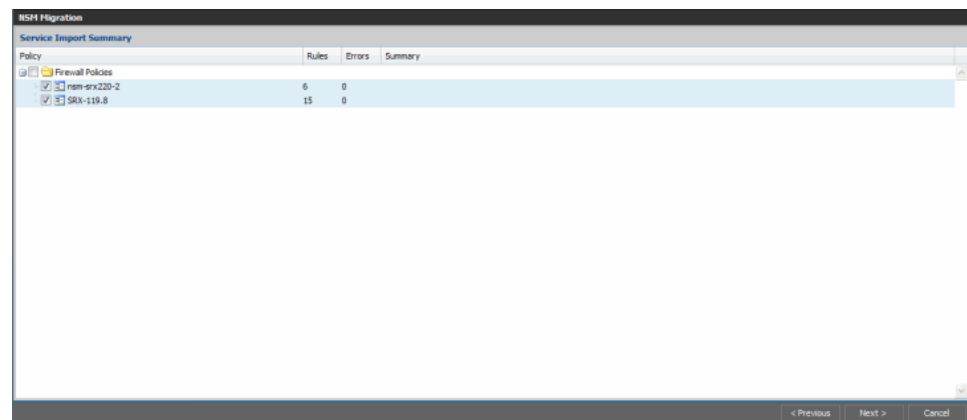 NSM Migration
Service Import Summary
Policy Rules Errors Summary
Firewall Policies
nsm-srx220-2 6 0
SRX-119.8 15 0
< Previous Next > Cancel